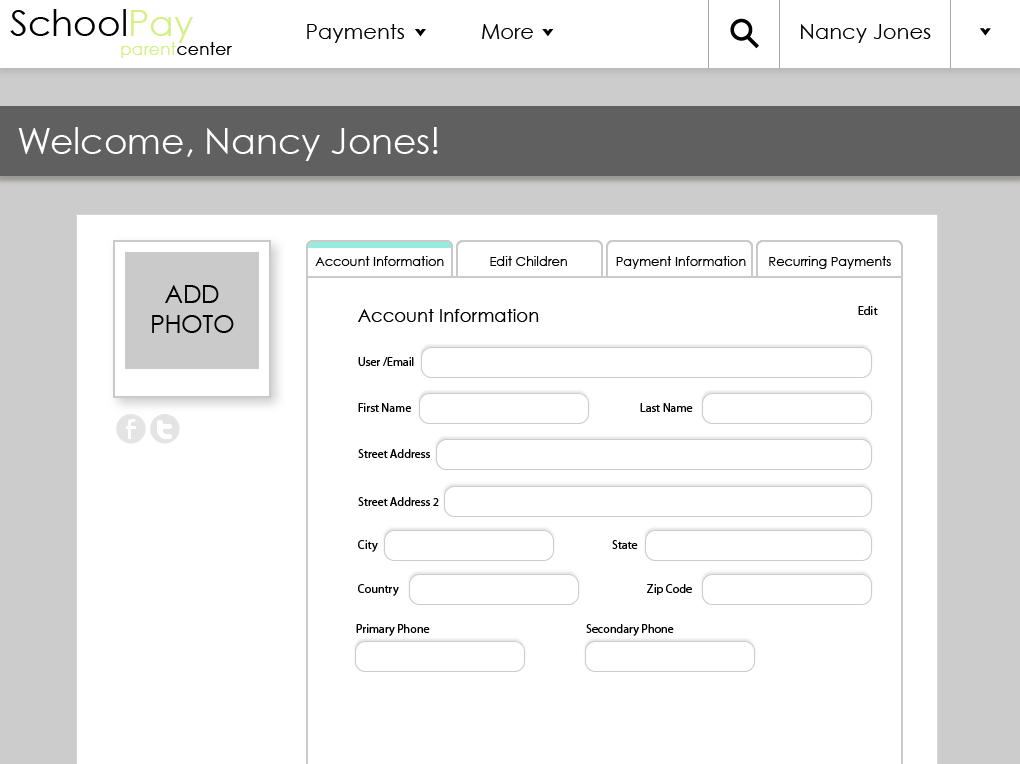 SchoolPay
parentcenter
Payments
More
Nancy Jones
Welcome, Nancy Jones!
ADD
PHOTO
Account Information
Edit Children
Payment Information
Recurring Payments
Account Information
Edit
User /Email
First Name
Last Name
Street Address
Street Address 2
City
State
Country
Zip Code
Primary Phone
Secondary Phone